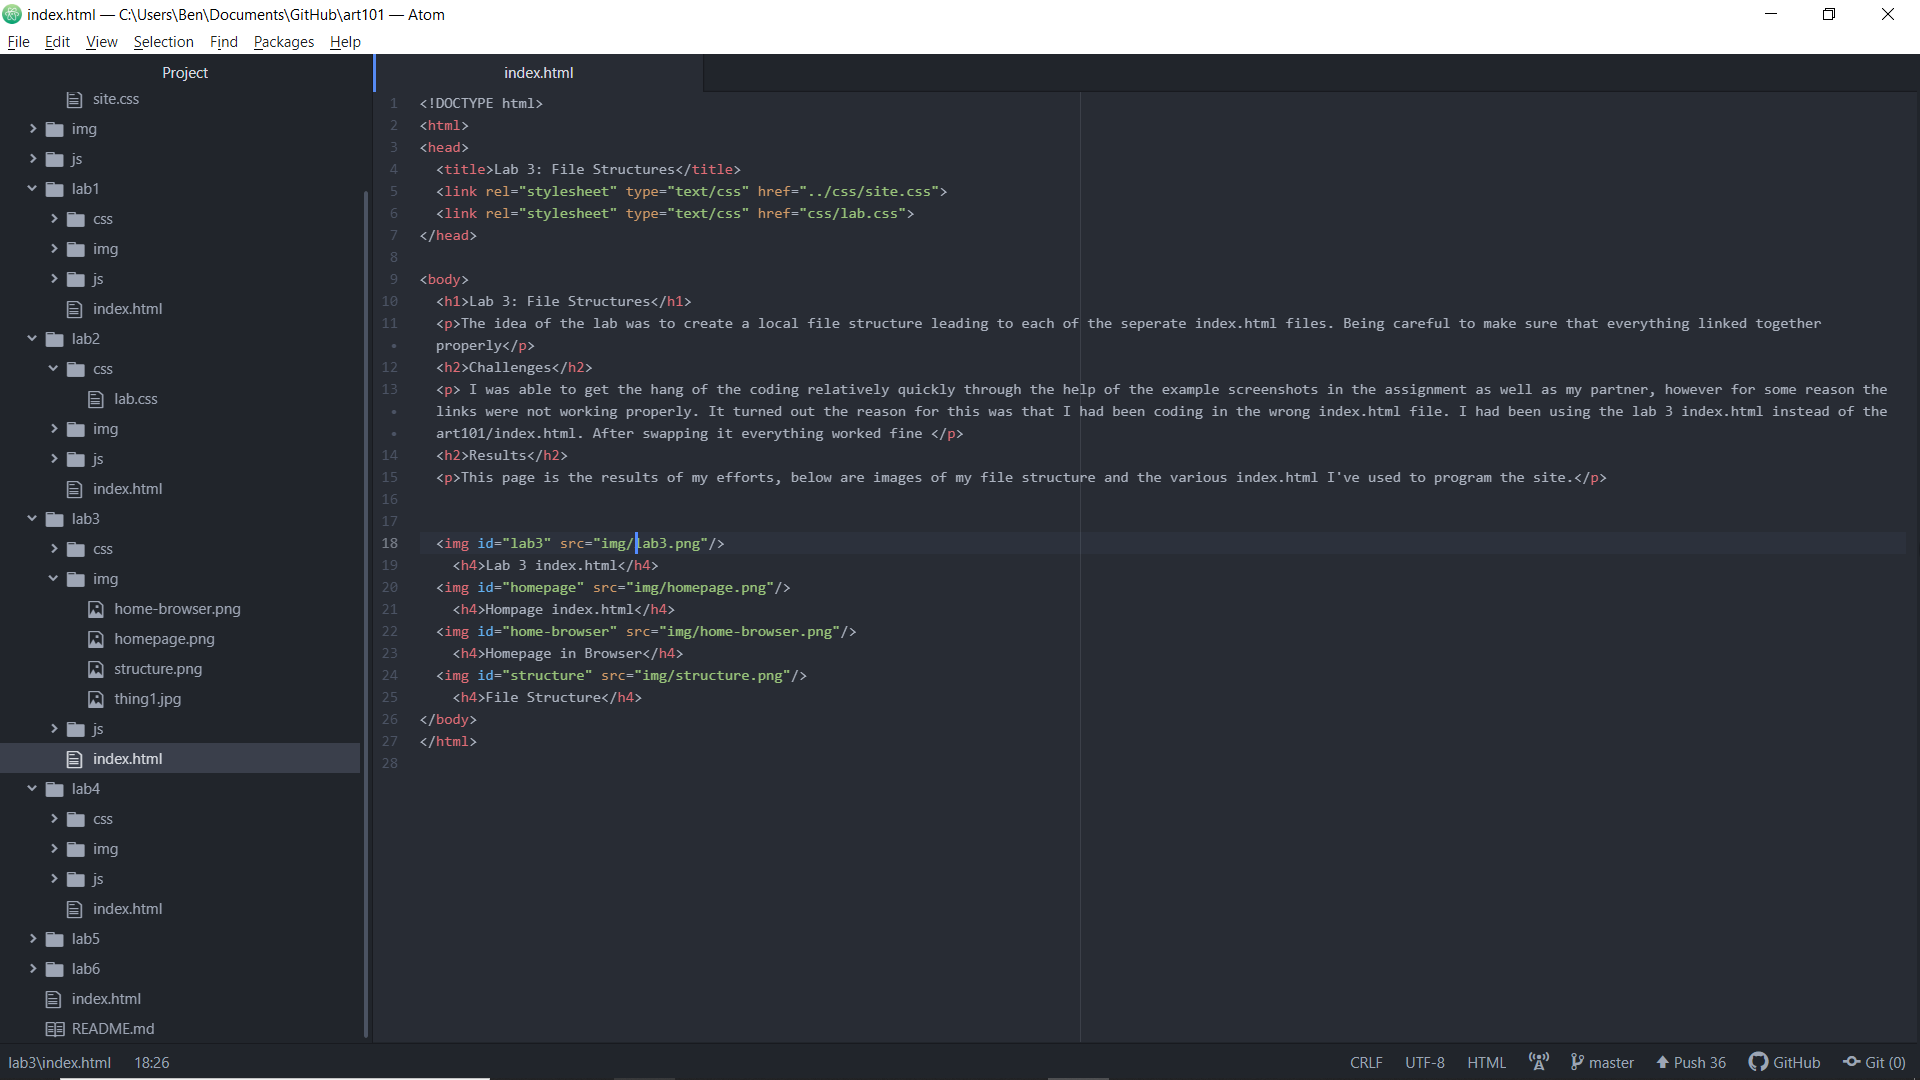 index.html — C:\Users\Ben\Documents\GitHub\art101 — Atom
File Edit View Selection Find Packages Help
Project
site.css
img
js
lab1
css
img
js
index.html
lab2
css
lab.css
img
js
index.html
lab3
css
img
home-browser.png
homepage.png
structure.png
thing1.jpg
js
index.html
lab4
css
img
js
index.html
lab5
lab6
index.html
README.md
index.html
1 <!DOCTYPE html>
2 <html>
3 <head>
4 <title>Lab 3: File Structures</title>
5 <link rel="stylesheet" type="text/css" href="../css/site.css">
6 <link rel="stylesheet" type="text/css" href="css/lab.css">
7 </head>
8
9 <body>
10 <h1>Lab 3: File Structures</h1>
11 <p>The idea of the lab was to create a local file structure leading to each of the seperate index.html files. Being careful to make sure that everything linked together
• properly</p>
12 <h2>Challenges</h2>
13 <p> I was able to get the hang of the coding relatively quickly through the help of the example screenshots in the assignment as well as my partner, however for some reason the
• links were not working properly. It turned out the reason for this was that I had been coding in the wrong index.html file. I had been using the lab 3 index.html instead of the
• art101/index.html. After swapping it everything worked fine </p>
14 <h2>Results</h2>
15 <p>This page is the results of my efforts, below are images of my file structure and the various index.html I've used to program the site.</p>
16
17
18 <img id="lab3" src="img/lab3.png"/>
19 <h4>Lab 3 index.html</h4>
20 <img id="homepage" src="img/homepage.png"/>
21 <h4>Hompage index.html</h4>
22 <img id="home-browser" src="img/home-browser.png"/>
23 <h4>Homepage in Browser</h4>
24 <img id="structure" src="img/structure.png"/>
25 <h4>File Structure</h4>
26 </body>
27 </html>
28
lab3\index.html 18:26 CRLF UTF-8 HTML master Push 36 GitHub Git (0)